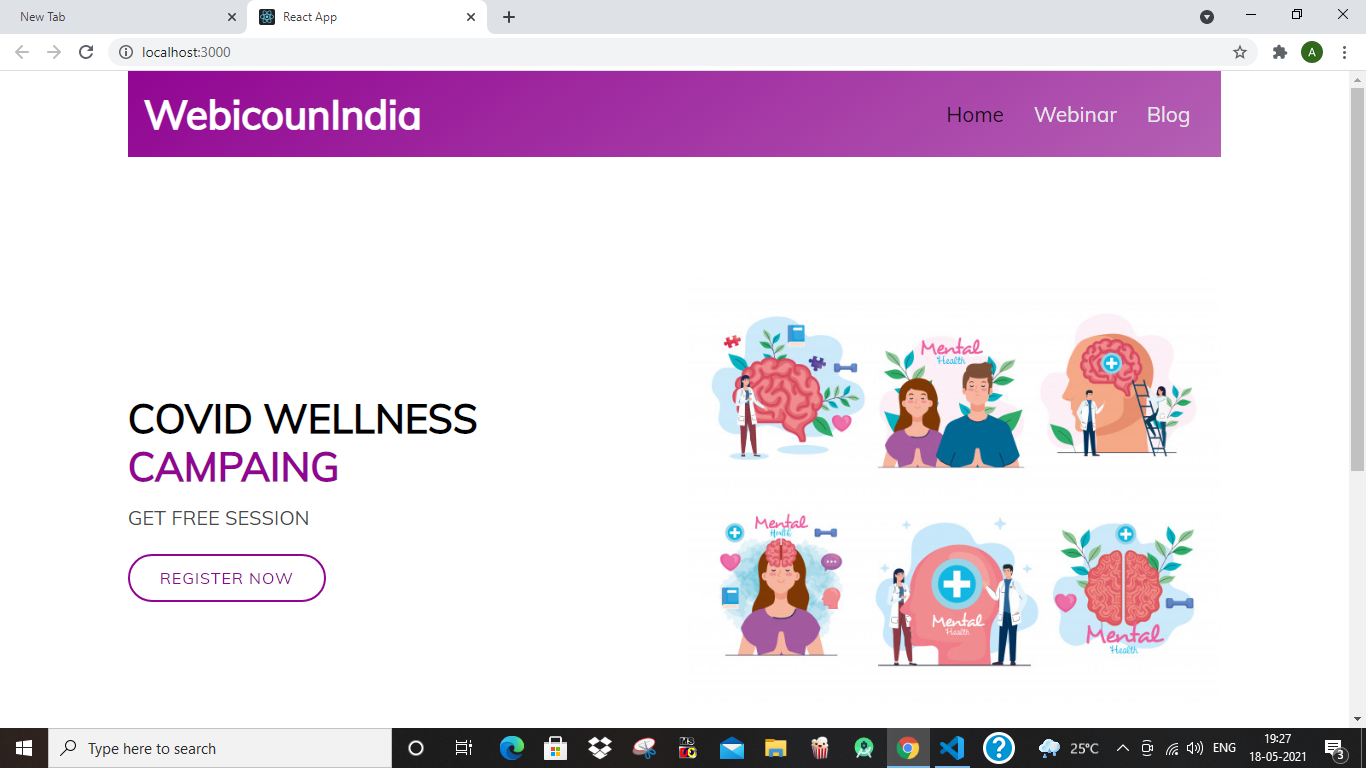 New Tab
React App
localhost:3000
A
WebicounIndia
Home Webinar Blog
COVID WELLNESS
CAMPAING
GET FREE SESSION
REGISTER NOW
Mental
Health
Mental
Health
Mental
Health
Mental
Health
Type here to search
25°C
ENG
19:27
18-05-2021
3